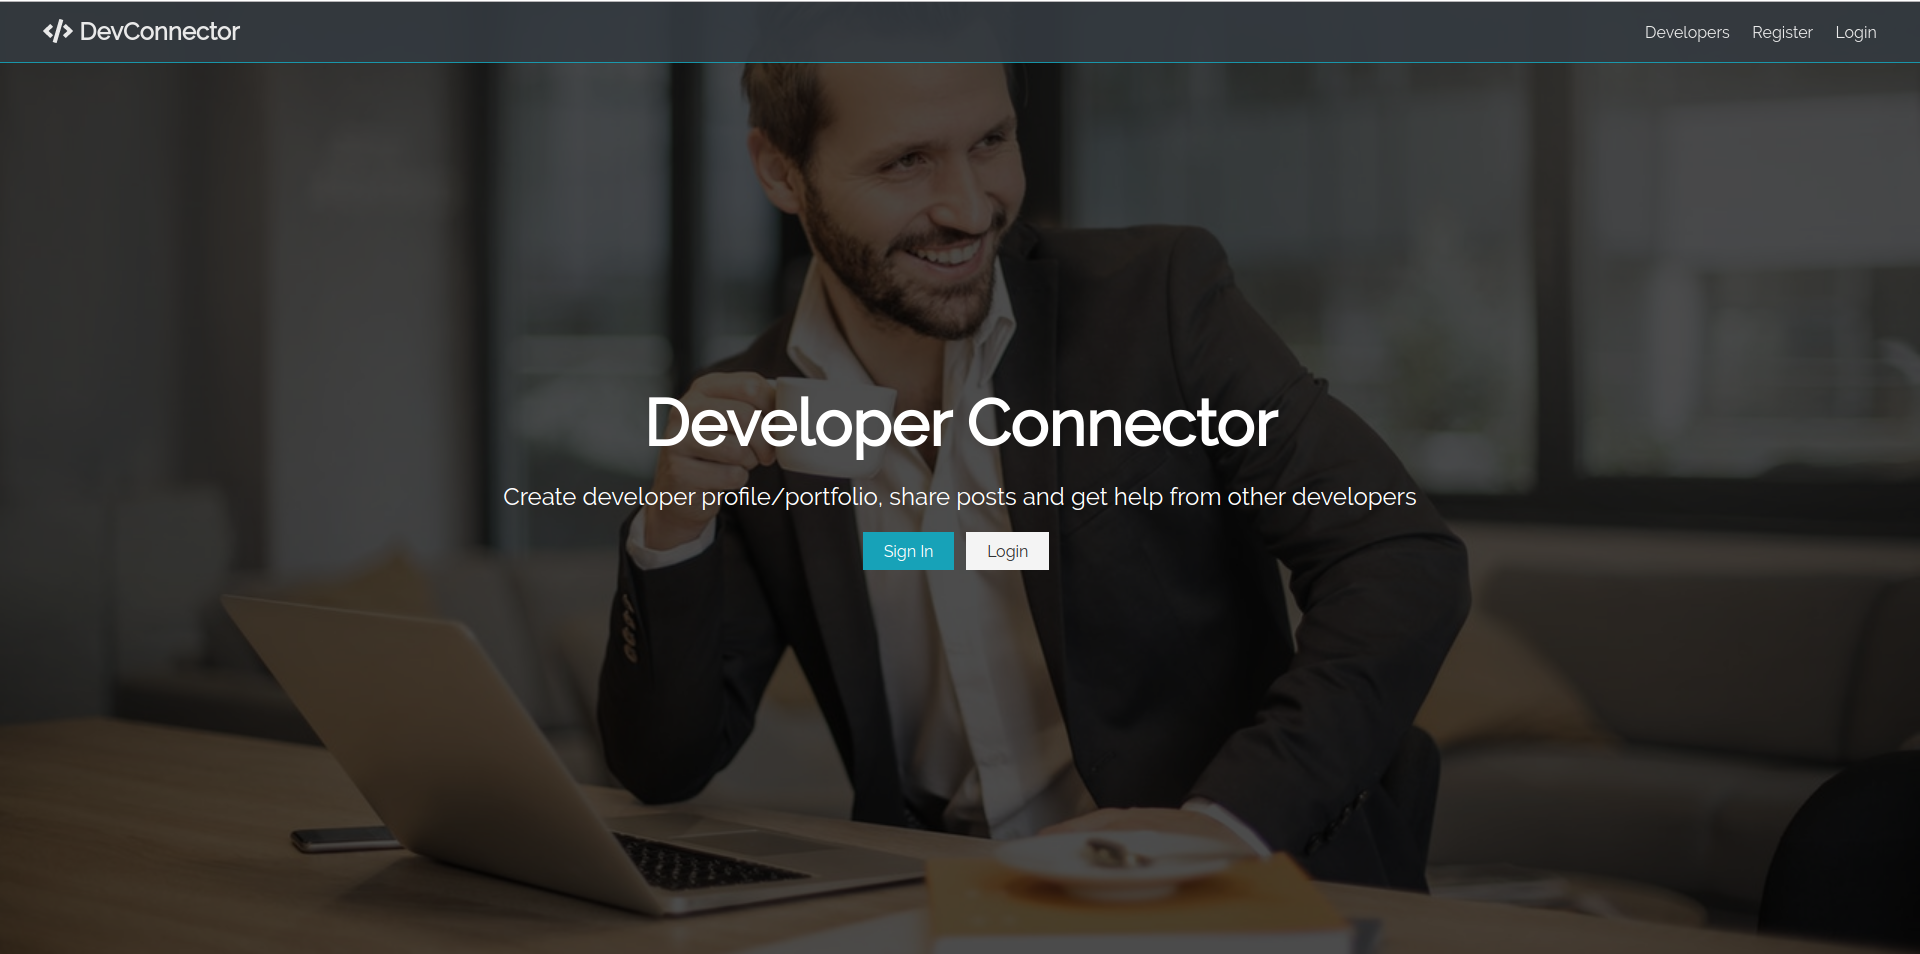 </> DevConnector
Developers Register Login
Developer Connector
Create developer profile/portfolio, share posts and get help from other developers
Sign In Login